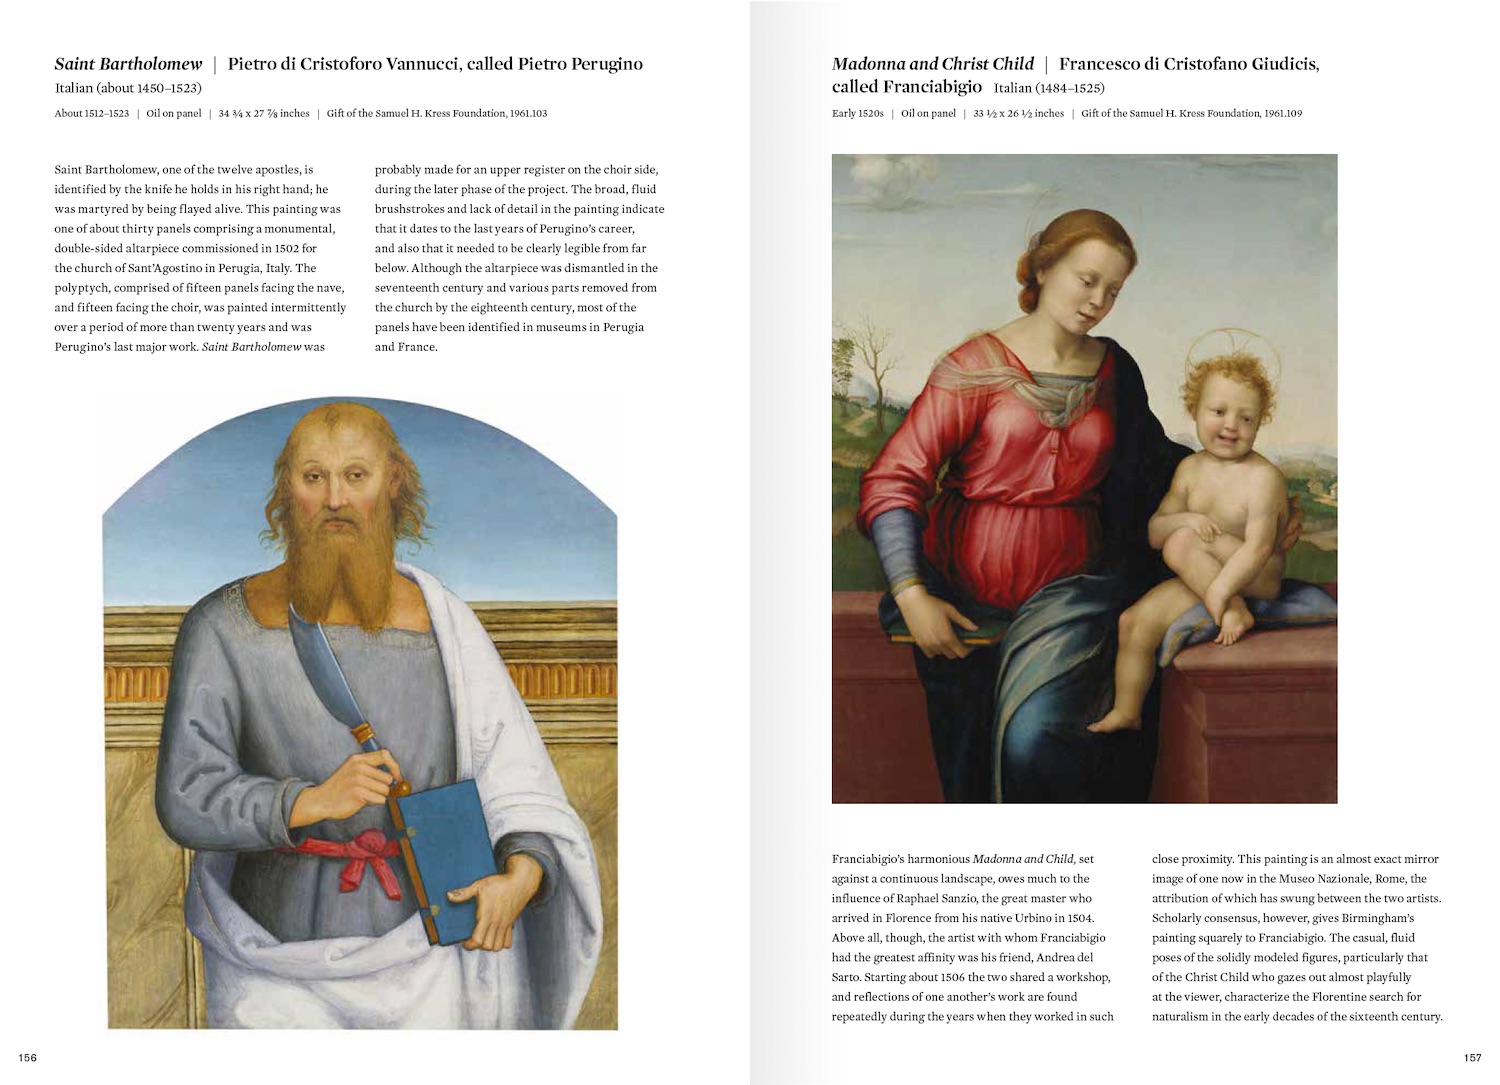 Saint Bartholomew | Pietro di Cristoforo Vannucci, called Pietro Perugino
Italian (about 1450–1523)
About 1512–1523 | Oil on panel | 34 ¾ x 27 ⅞ inches | Gift of the Samuel H. Kress Foundation, 1961.103
Saint Bartholomew, one of the twelve apostles, is
identified by the knife he holds in his right hand; he
was martyred by being flayed alive. This painting was
one of about thirty panels comprising a monumental,
double-sided altarpiece commissioned in 1502 for
the church of Sant'Agostino in Perugia, Italy. The
polyptych, comprised of fifteen panels facing the nave,
and fifteen facing the choir, was painted intermittently
over a period of more than twenty years and was
Perugino's last major work. Saint Bartholomew was
probably made for an upper register on the choir side,
during the later phase of the project. The broad, fluid
brushstrokes and lack of detail in the painting indicate
that it dates to the last years of Perugino's career,
and also that it needed to be clearly legible from far
below. Although the altarpiece was dismantled in the
seventeenth century and various parts removed from
the church by the eighteenth century, most of the
panels have been identified in museums in Perugia
and France.
156
Madonna and Christ Child | Francesco di Cristofano Giudicis,
called Franciabigio Italian (1484–1525)
Early 1520s | Oil on panel | 33 ½ x 26 ½ inches | Gift of the Samuel H. Kress Foundation, 1961.109
Franciabigio's harmonious Madonna and Child, set
against a continuous landscape, owes much to the
influence of Raphael Sanzio, the great master who
arrived in Florence from his native Urbino in 1504.
Above all, though, the artist with whom Franciabigio
had the greatest affinity was his friend, Andrea del
Sarto. Starting about 1506 the two shared a workshop,
and reflections of one another's work are found
repeatedly during the years when they worked in such
close proximity. This painting is an almost exact mirror
image of one now in the Museo Nazionale, Rome, the
attribution of which has swung between the two artists.
Scholarly consensus, however, gives Birmingham's
painting squarely to Franciabigio. The casual, fluid
poses of the solidly modeled figures, particularly that
of the Christ Child who gazes out almost playfully
at the viewer, characterize the Florentine search for
naturalism in the early decades of the sixteenth century.
157